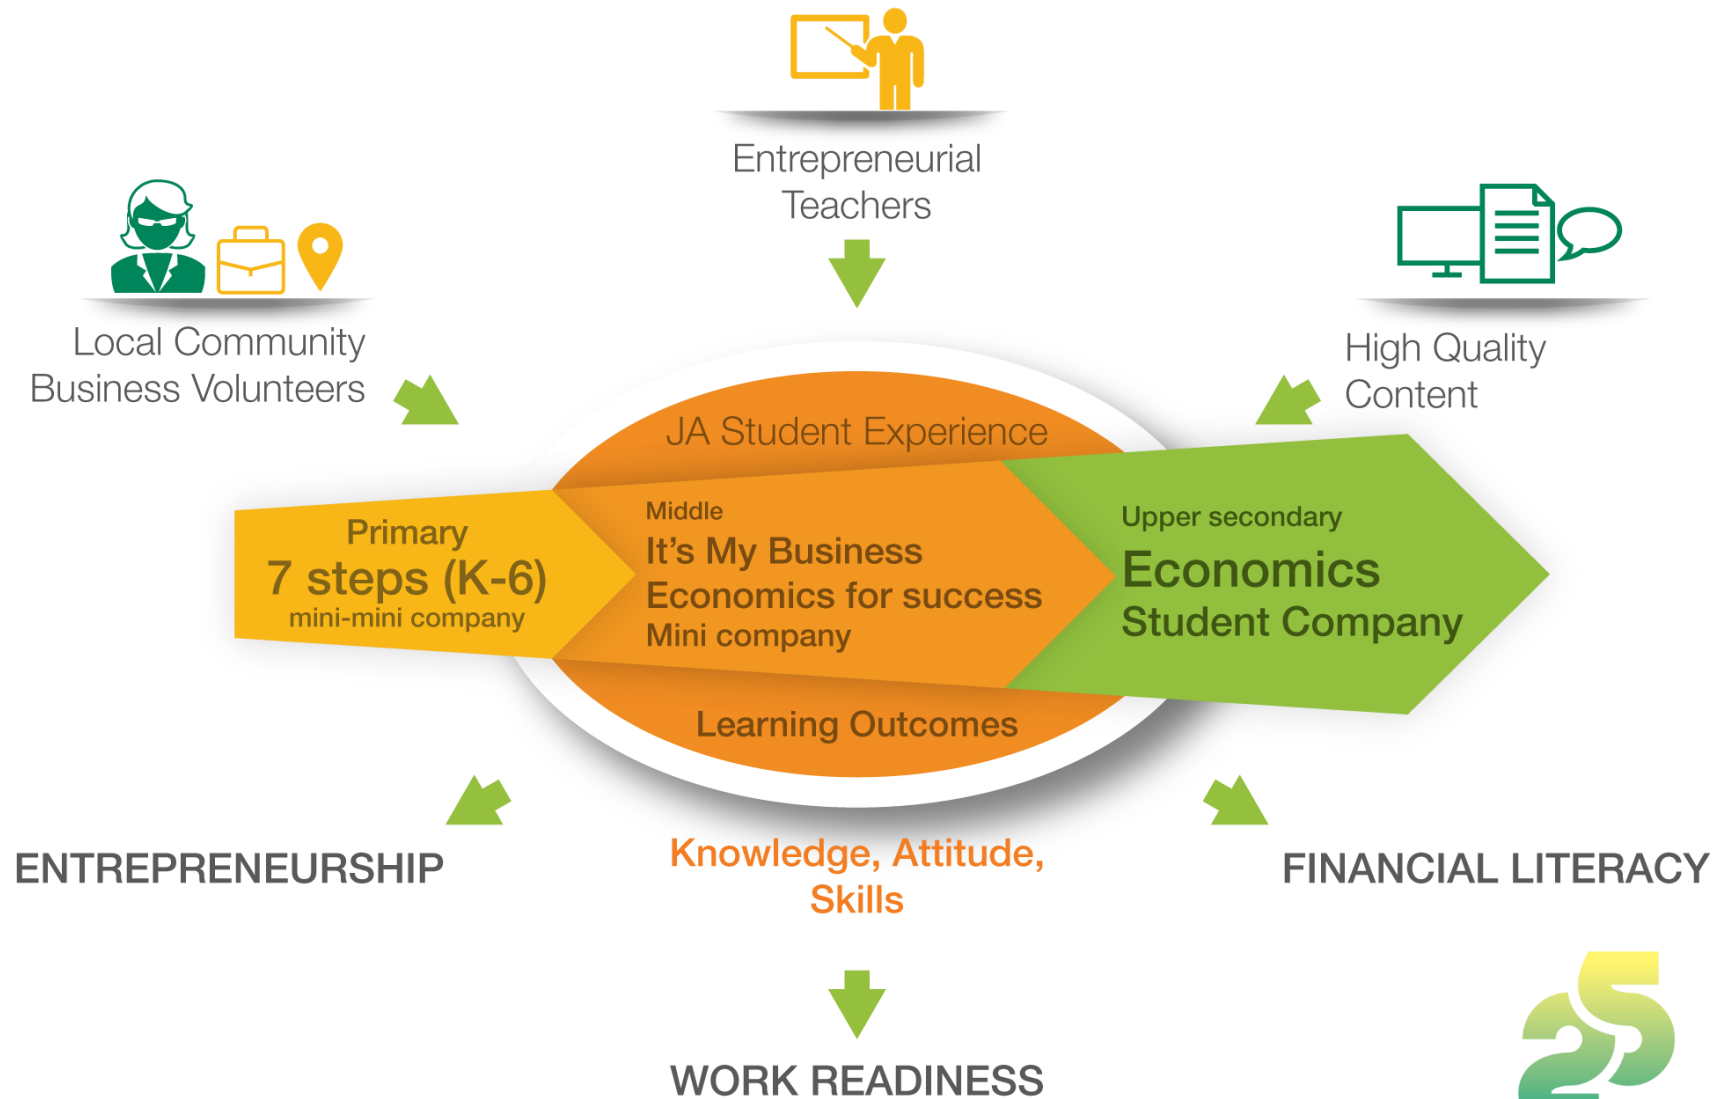 Entrepreneurial
Teachers
Local Community
Business Volunteers
High Quality
Content
JA Student Experience
Primary
7 steps (K-6)
mini-mini company
Middle
It's My Business
Economics for success
Mini company
Upper secondary
Economics
Student Company
Learning Outcomes
ENTREPRENEURSHIP
Knowledge, Attitude,
Skills
FINANCIAL LITERACY
WORK READINESS
25